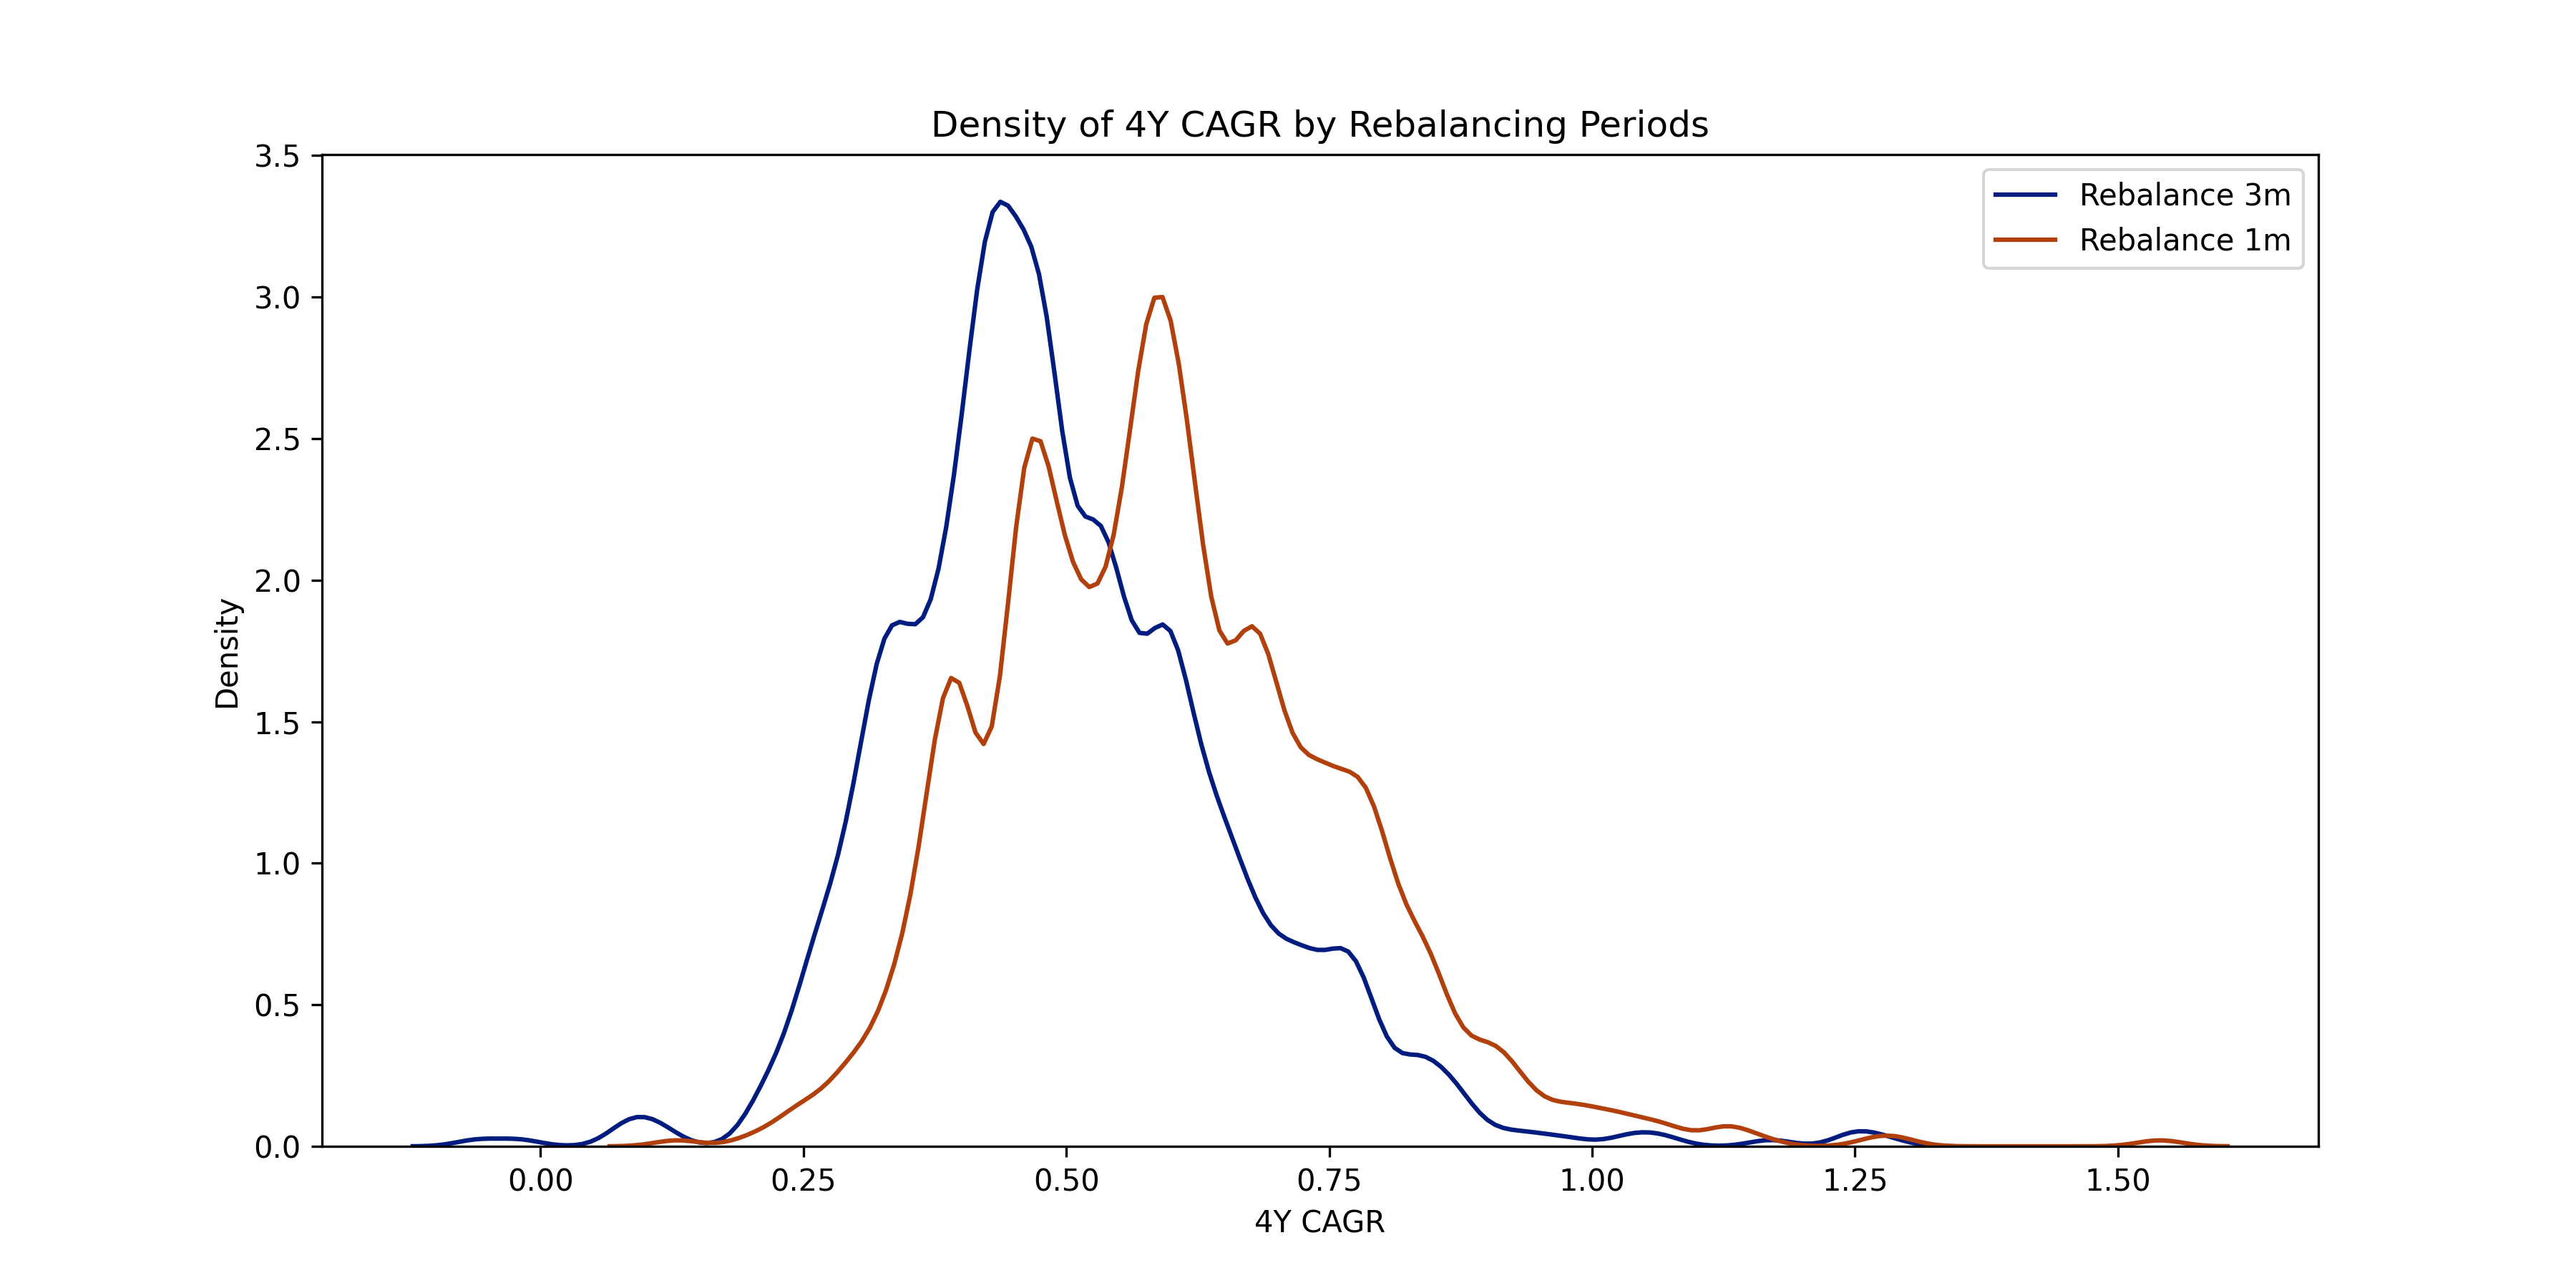 Density of 4Y CAGR by Rebalancing Periods
3.5
3.0
2.5
2.0
1.5
1.0
0.5
0.0
Density
Rebalance 3m
Rebalance 1m
0.00 0.25 0.50 0.75 1.00 1.25 1.50
4Y CAGR